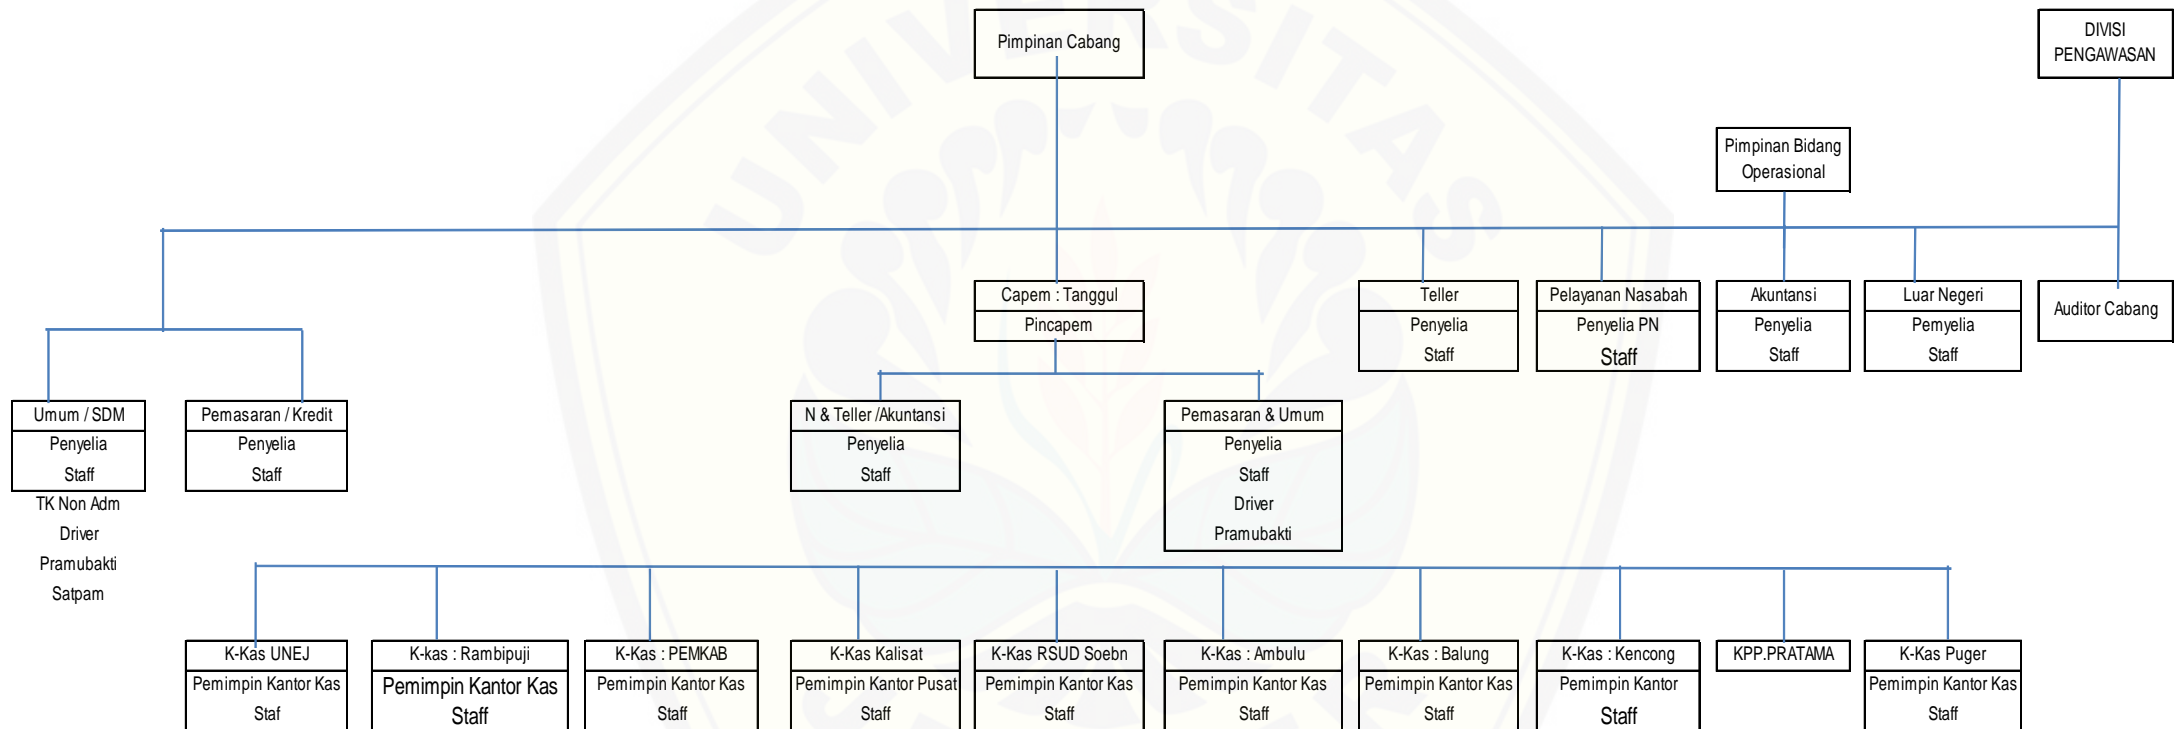 Pimpinan Cabang
DIVISI
PENGAWASAN
Pimpinan Bidang
Operasional
Capem : Tanggul
Pincapem
Teller
Penyelia
Staff
Pelayanan Nasabah
Penyelia PN
Staff
Akuntansi
Penyelia
Staff
Luar Negeri
Pemyelia
Staff
Auditor Cabang
Umum / SDM
Penyelia
Staff
TK Non Adm
Driver
Pramubakti
Satpam
Pemasaran / Kredit
Penyelia
Staff
N & Teller /Akuntansi
Penyelia
Staff
Pemasaran & Umum
Penyelia
Staff
Driver
Pramubakti
K-Kas UNEJ
Pemimpin Kantor Kas
Staf
K-kas : Rambipuji
Pemimpin Kantor Kas
Staff
K-Kas : PEMKAB
Pemimpin Kantor Kas
Staff
K-Kas Kalisat
Pemimpin Kantor Pusat
Staff
K-Kas RSUD Soebn
Pemimpin Kantor Kas
Staff
K-Kas : Ambulu
Pemimpin Kantor Kas
Staff
K-Kas : Balung
Pemimpin Kantor Kas
Staff
K-Kas : Kencong
Pemimpin Kantor
Staff
KPP.PRATAMA
K-Kas Puger
Pemimpin Kantor Kas
Staff
UNIVERSITAS